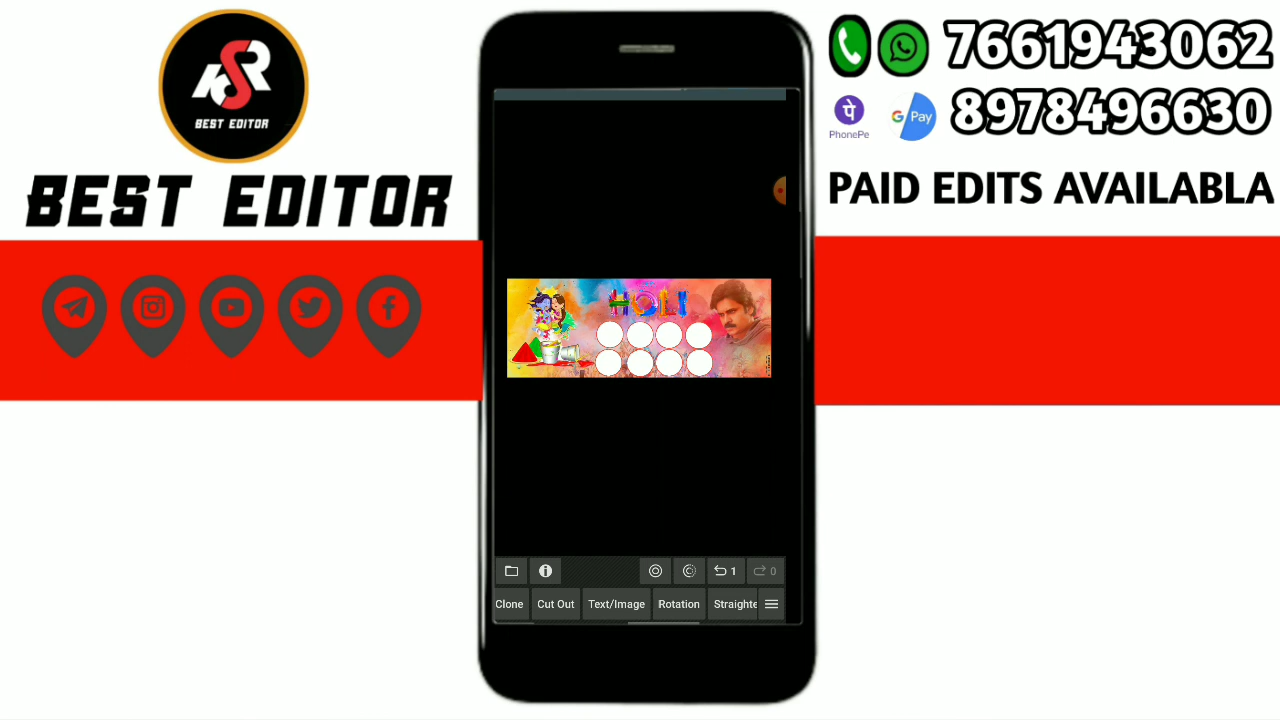 KSR
BEST EDITOR
BEST EDITOR
7661943062
पे
PhonePe
G Pay
8978496630
PAID EDITS AVAILABLA
HOLI
1
0
Clone
Cut Out
Text/Image
Rotation
Straighte